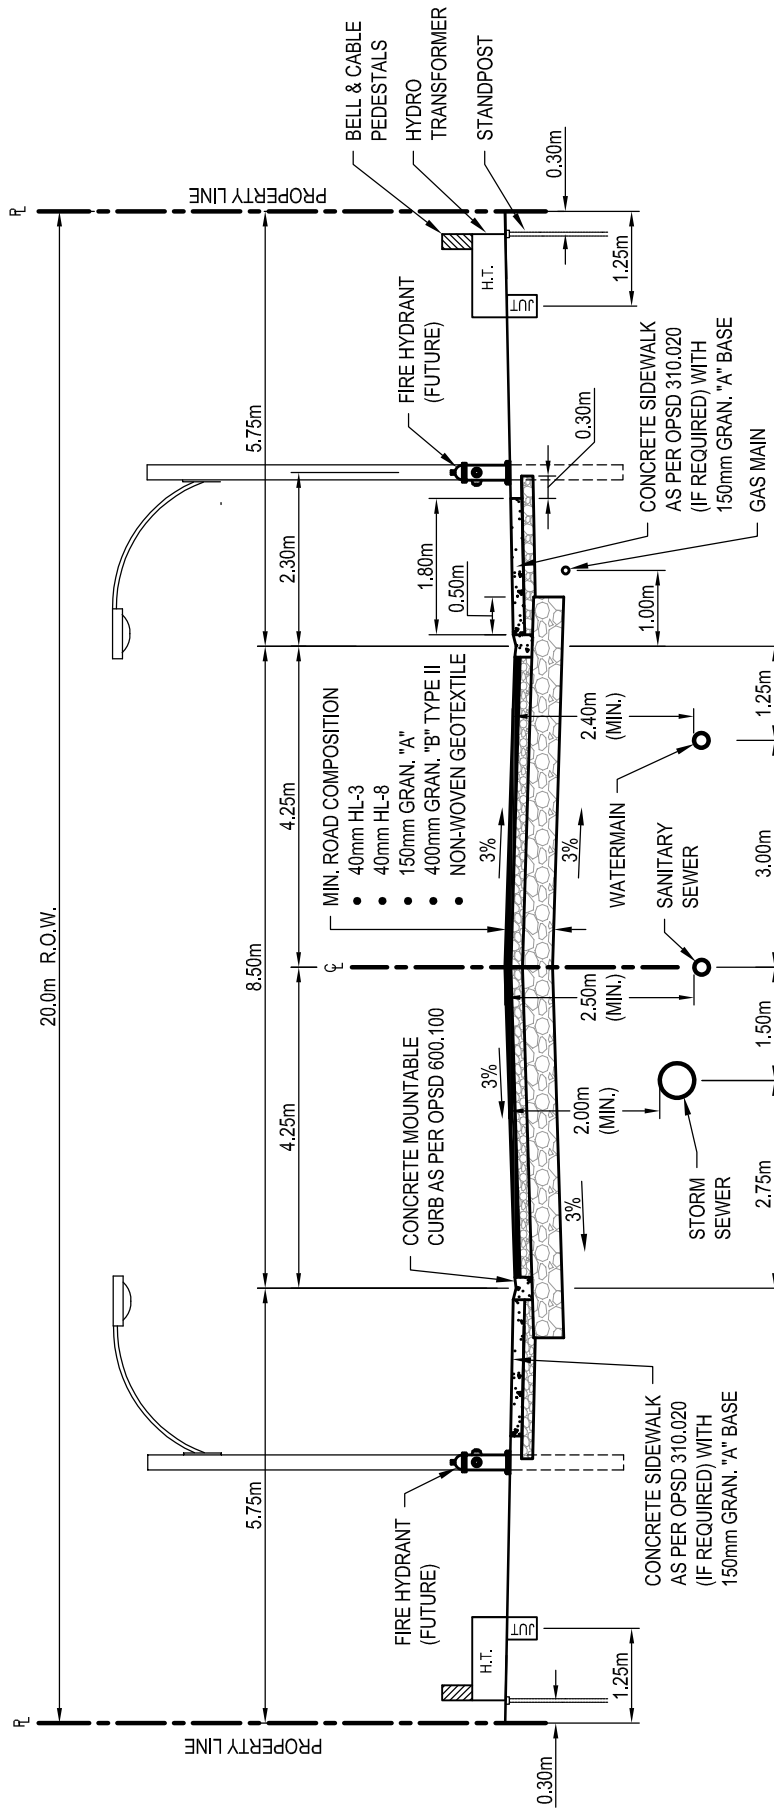 20.0m R.O.W.
℄
PROPERTY LINE
PROPERTY LINE
5.75m
8.50m
5.75m
4.25m
4.25m
2.30m
FIRE HYDRANT
(FUTURE)
CONCRETE MOUNTABLE
CURB AS PER OPSD 600.100
MIN. ROAD COMPOSITION
• 40mm HL-3
• 40mm HL-8
• 150mm GRAN. "A"
• 400mm GRAN. "B" TYPE II
• NON-WOVEN GEOTEXTILE
1.80m
0.50m
FIRE HYDRANT
(FUTURE)
BELL & CABLE
PEDESTALS
HYDRO
TRANSFORMER
STANDPOST
H.T.
JUT
H.T.
JUT
3%
3%
3%
3%
0.30m
1.25m
CONCRETE SIDEWALK
AS PER OPSD 310.020
(IF REQUIRED) WITH
150mm GRAN. "A" BASE
STORM
SEWER
2.00m
(MIN.)
2.50m
(MIN.)
SANITARY
SEWER
WATERMAIN
2.40m
(MIN.)
1.00m
0.30m
CONCRETE SIDEWALK
AS PER OPSD 310.020
(IF REQUIRED) WITH
150mm GRAN. "A" BASE
GAS MAIN
1.25m
0.30m
2.75m
1.50m
3.00m
1.25m